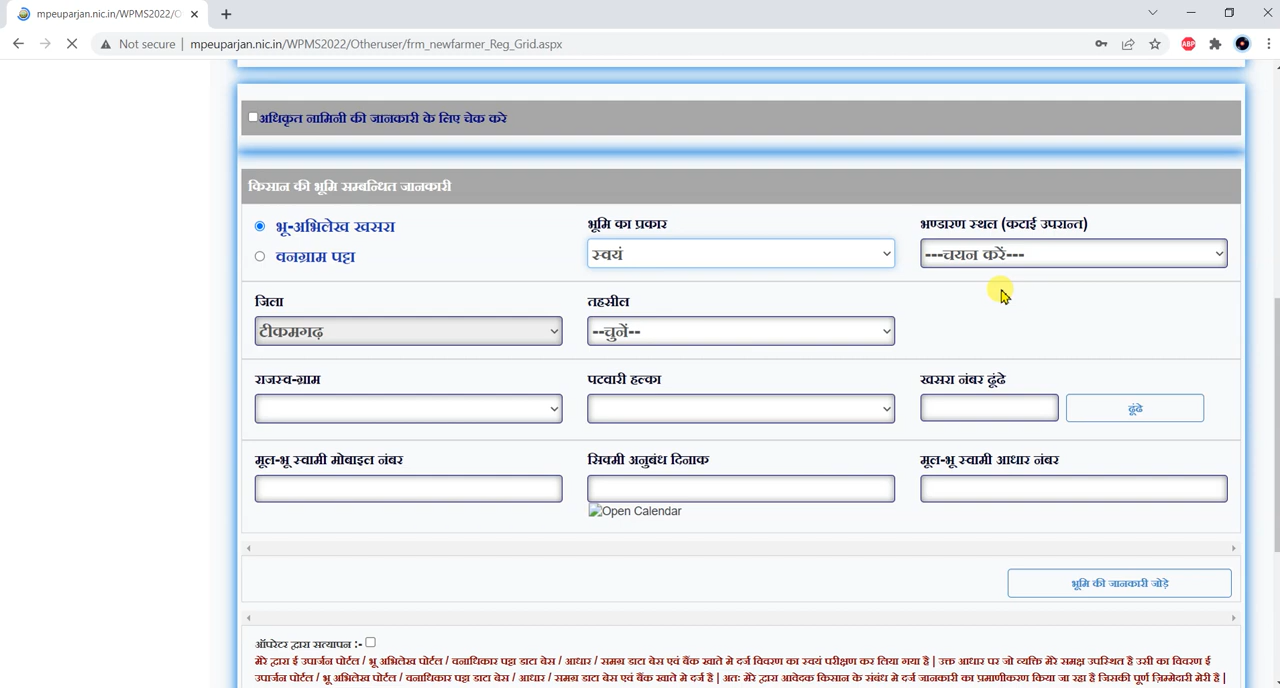 mpeuparjan.nic.in/WPMS2022/O
Not secure | mpeuparjan.nic.in/WPMS2022/Otheruser/frm_newfarmer_Reg_Grid.aspx
ABP
अधिकृत नामिनी की जानकारी के लिए चेक करे
किसान की भूमि सम्बन्धित जानकारी
भू-अभिलेख खसरा
वनग्राम पट्टा
भूमि का प्रकार
स्वयं
भण्डारण स्थल (कटाई उपरान्त)
---चयन करें---
जिला
टीकमगढ़
तहसील
--चुनें--
राजस्व-ग्राम
पटवारी हल्का
खसरा नंबर ढूंढे
ढूंढे
मूल-भू स्वामी मोबाइल नंबर
सिक्मी अनुबंध दिनाक
मूल-भू स्वामी आधार नंबर
Open Calendar
भूमि की जानकारी जोड़े
ऑपरेटर द्वारा सत्यापन :-
मेरे द्वारा ई उपार्जन पोर्टल / भू अभिलेख पोर्टल / वनाधिकार पट्टा डाटा बेस / आधार / समग्र डाटा बेस एवं बैंक खाते मे दर्ज विवरण का स्वयं परीक्षण कर लिया गया है | उक्त आधार पर जो व्यक्ति मेरे समक्ष उपस्थित है उसी का विवरण ई
उपार्जन पोर्टल / भू अभिलेख पोर्टल / वनाधिकार पट्टा डाटा बेस / आधार / समग्र डाटा बेस एवं बैंक खाते मे दर्ज है | अतः मेरे द्वारा आवेदक किसान के संबंध मे दर्ज जानकारी का प्रमाणीकरण किया जा रहा है जिसकी पूर्ण ज़िम्मेदारी मेरी है |